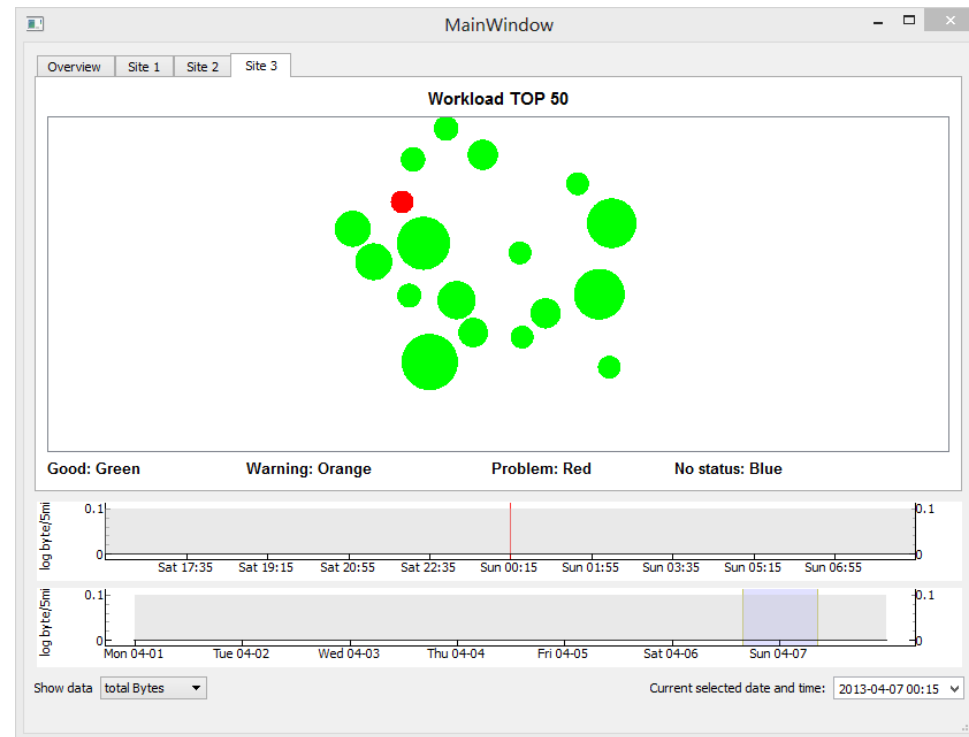 MainWindow
Overview Site 1 Site 2 Site 3
Workload TOP 50
Good: Green Warning: Orange Problem: Red No status: Blue
log byte/5mi
0.1 0.1
0 0
Sat 17:35 Sat 19:15 Sat 20:55 Sat 22:35 Sun 00:15 Sun 01:55 Sun 03:35 Sun 05:15 Sun 06:55
log byte/5mi
0.1 0.1
0 0
Mon 04-01 Tue 04-02 Wed 04-03 Thu 04-04 Fri 04-05 Sat 04-06 Sun 04-07
Show data total Bytes Current selected date and time: 2013-04-07 00:15